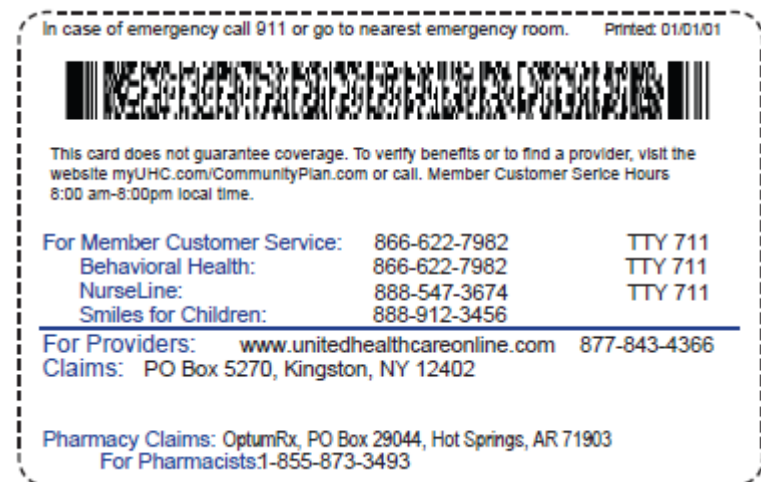 In case of emergency call 911 or go to nearest emergency room. Printed: 01/01/01
This card does not guarantee coverage. To verify benefits or to find a provider, visit the
website myUHC.com/CommunityPlan.com or call. Member Customer Serice Hours
8:00 am-8:00pm local time.
For Member Customer Service: 866-622-7982 TTY 711
Behavioral Health: 866-622-7982 TTY 711
NurseLine: 888-547-3674 TTY 711
Smiles for Children: 888-912-3456
For Providers: www.unitedhealthcareonline.com 877-843-4366
Claims: PO Box 5270, Kingston, NY 12402
Pharmacy Claims: OptumRx, PO Box 29044, Hot Springs, AR 71903
For Pharmacists:1-855-873-3493